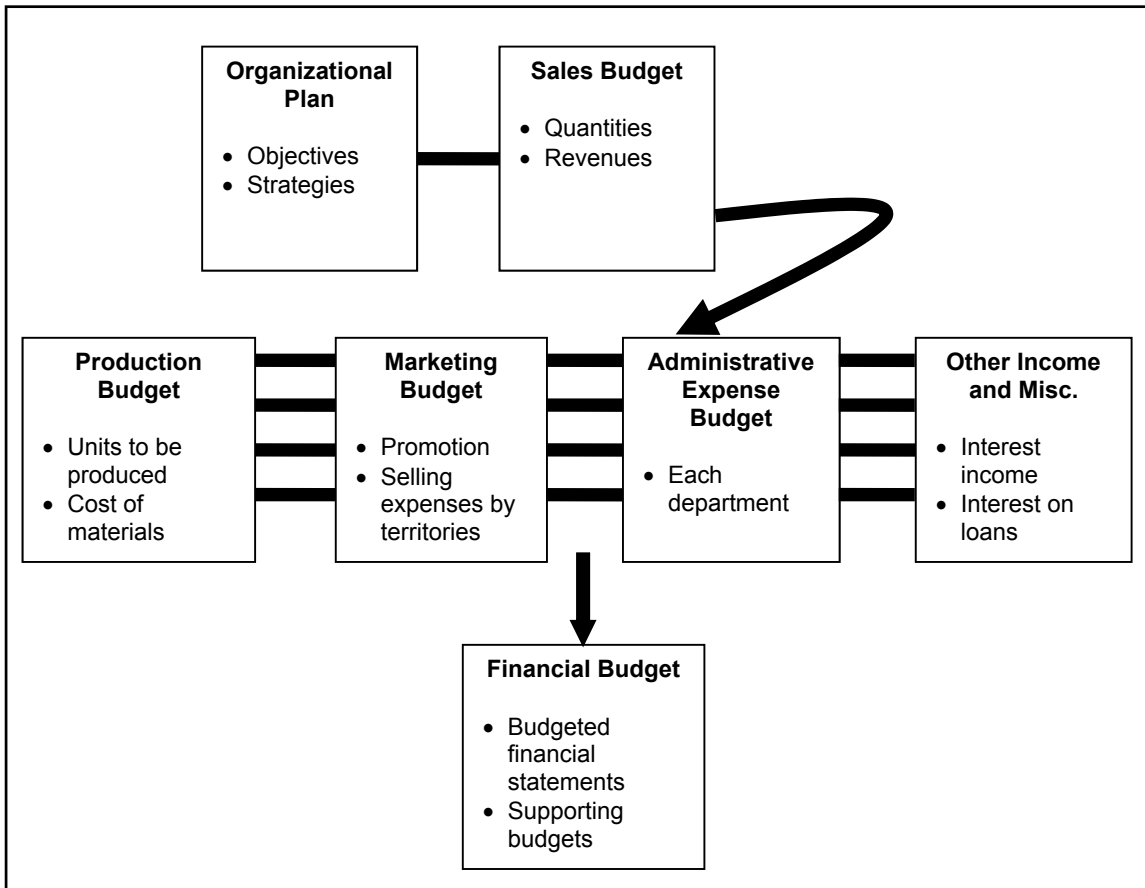 Organizational
Plan
• Objectives
• Strategies
Sales Budget
• Quantities
• Revenues
Production
Budget
• Units to be
produced
• Cost of
materials
Marketing
Budget
• Promotion
• Selling
expenses by
territories
Administrative
Expense
Budget
• Each
department
Other Income
and Misc.
• Interest
income
• Interest on
loans
Financial Budget
• Budgeted
financial
statements
• Supporting
budgets